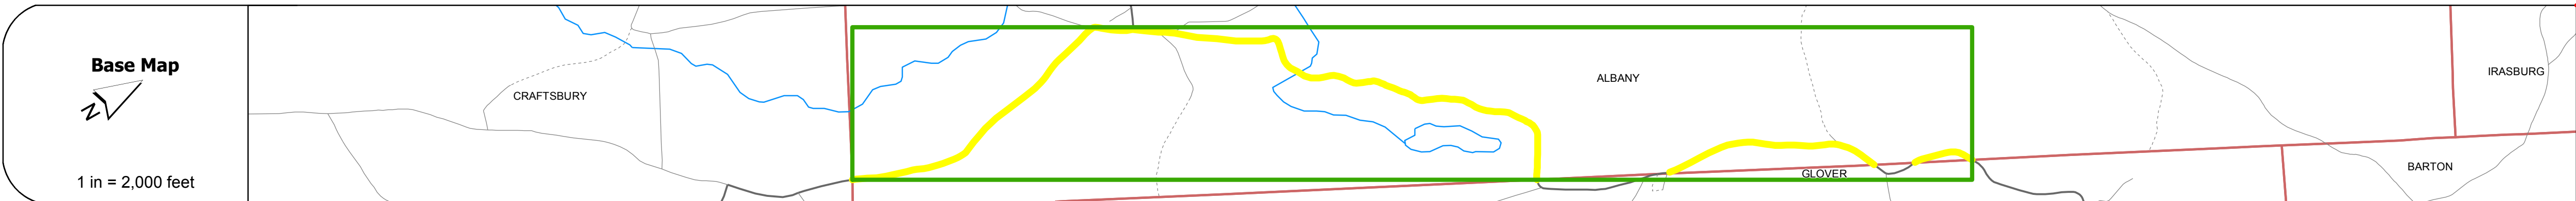 Base Map
N
1 in = 2,000 feet
CRAFTSBURY
ALBANY
GLOVER
IRASBURG
BARTON